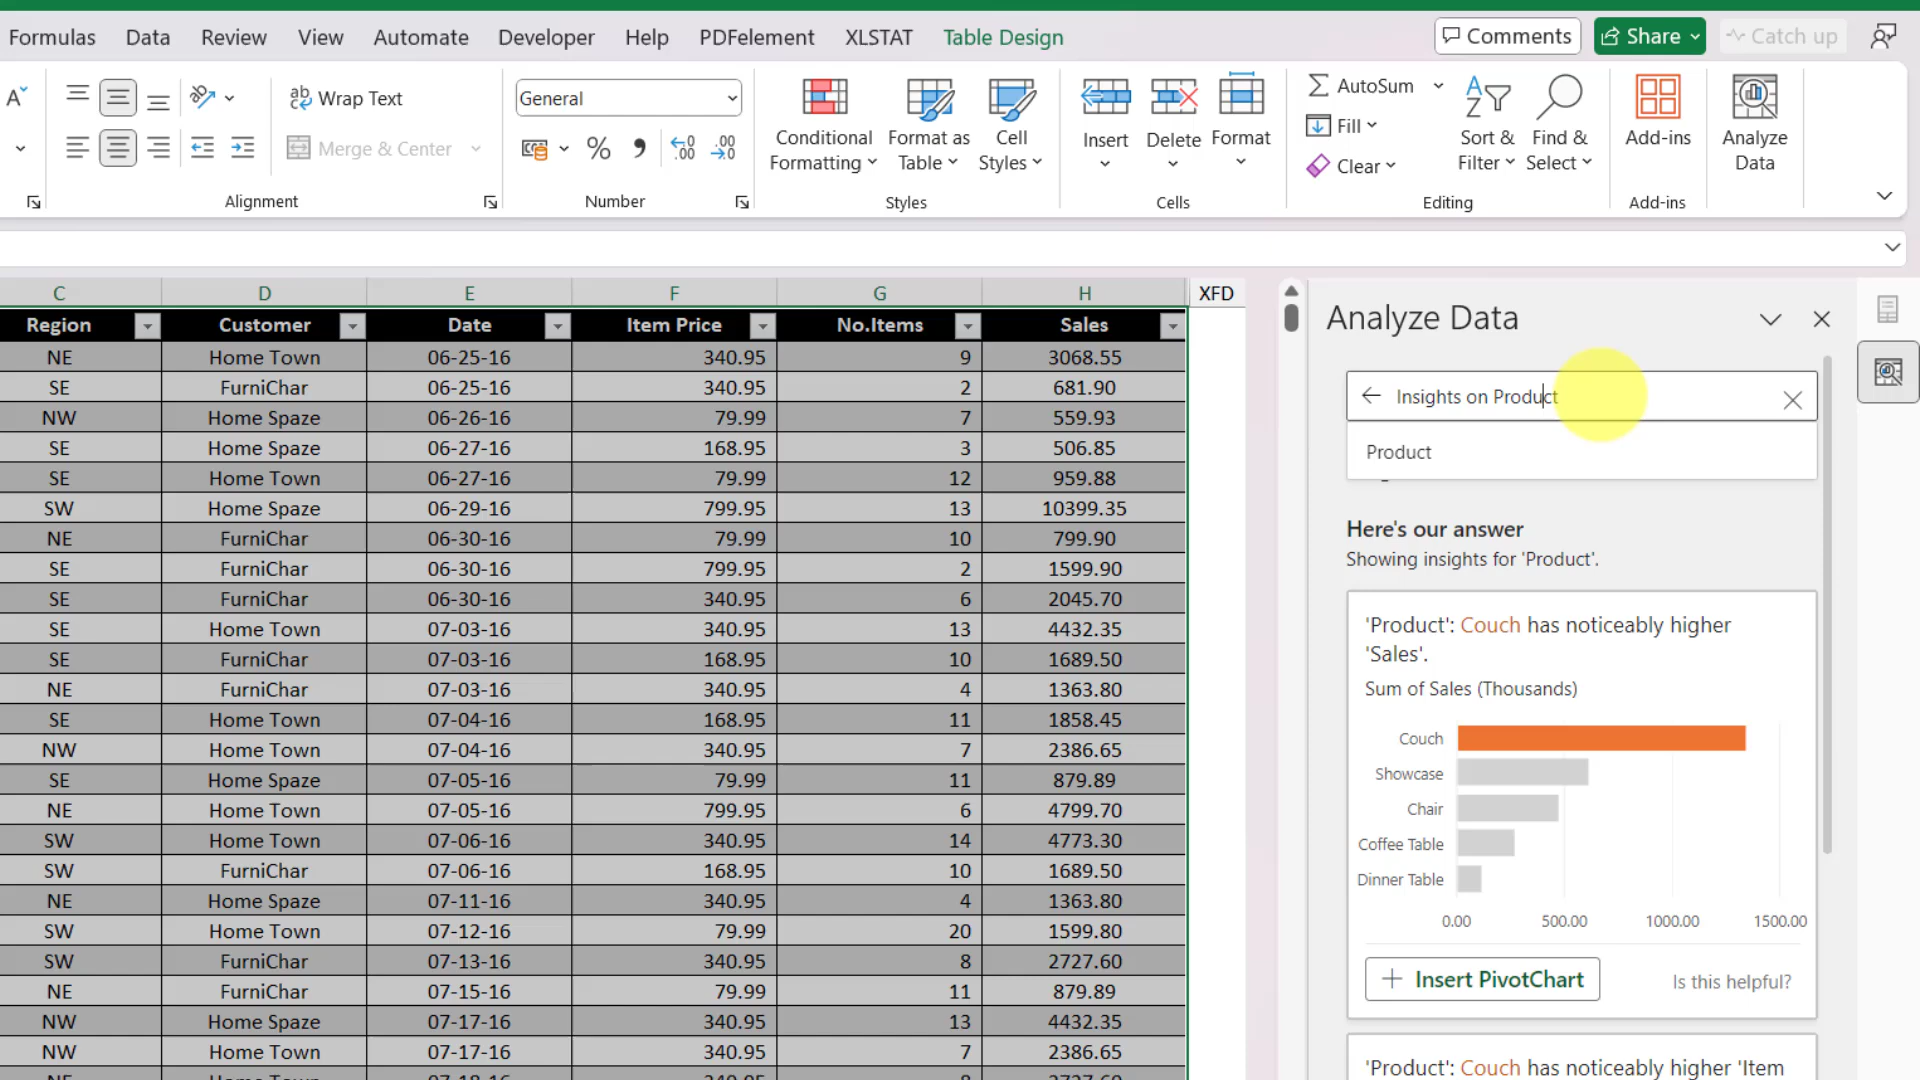 Formulas Data Review View Automate Developer Help PDFelement XLSTAT Table Design Comments Share Catch up
Wrap Text General AutoSum
Conditional Formatting Format as Table Cell Styles Insert Delete Format Fill Sort & Filter Find & Select Add-ins Analyze Data
Merge & Center Clear
Alignment Number Styles Cells Editing Add-ins
C D E F G H XFD
Region Customer Date Item Price No.Items Sales
NE Home Town 06-25-16 340.95 9 3068.55
SE FurniChar 06-25-16 340.95 2 681.90
NW Home Spaze 06-26-16 79.99 7 559.93
SE Home Spaze 06-27-16 168.95 3 506.85
SE Home Town 06-27-16 79.99 12 959.88
SW Home Spaze 06-29-16 799.95 13 10399.35
NE FurniChar 06-30-16 79.99 10 799.90
SE FurniChar 06-30-16 799.95 2 1599.90
SE FurniChar 06-30-16 340.95 6 2045.70
SE Home Town 07-03-16 340.95 13 4432.35
SE FurniChar 07-03-16 168.95 10 1689.50
NE FurniChar 07-03-16 340.95 4 1363.80
SE Home Town 07-04-16 168.95 11 1858.45
NW Home Town 07-04-16 340.95 7 2386.65
SE Home Spaze 07-05-16 79.99 11 879.89
NE Home Town 07-05-16 799.95 6 4799.70
SW Home Town 07-06-16 340.95 14 4773.30
SW FurniChar 07-06-16 168.95 10 1689.50
NE Home Spaze 07-11-16 340.95 4 1363.80
SW Home Town 07-12-16 79.99 20 1599.80
SW FurniChar 07-13-16 340.95 8 2727.60
NE FurniChar 07-15-16 79.99 11 879.89
NW Home Spaze 07-17-16 340.95 13 4432.35
NW Home Town 07-17-16 340.95 7 2386.65
Analyze Data
Insights on Product
Product
Here's our answer
Showing insights for 'Product'.
'Product': Couch has noticeably higher
'Sales'.
Sum of Sales (Thousands)
Couch
Showcase
Chair
Coffee Table
Dinner Table
0.00 500.00 1000.00 1500.00
Insert PivotChart Is this helpful?
'Product': Couch has noticeably higher 'Item